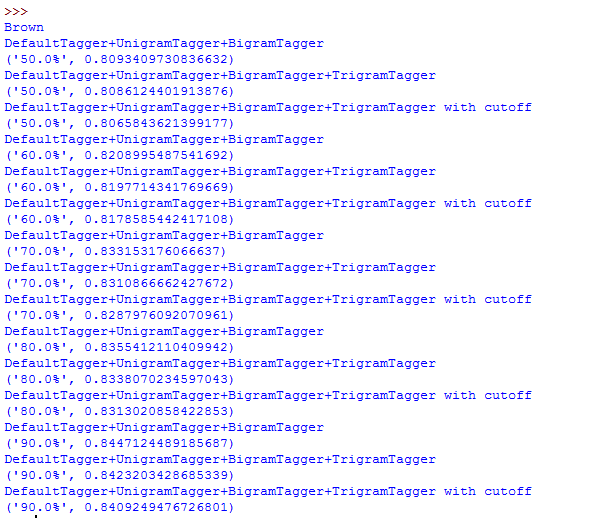 >>>
Brown
DefaultTagger+UnigramTagger+BigramTagger
('50.0%', 0.8093409730836632)
DefaultTagger+UnigramTagger+BigramTagger+TrigramTagger
('50.0%', 0.8086124401913876)
DefaultTagger+UnigramTagger+BigramTagger+TrigramTagger with cutoff
('50.0%', 0.8065843621399177)
DefaultTagger+UnigramTagger+BigramTagger
('60.0%', 0.8208995487541692)
DefaultTagger+UnigramTagger+BigramTagger+TrigramTagger
('60.0%', 0.8197714341769669)
DefaultTagger+UnigramTagger+BigramTagger+TrigramTagger with cutoff
('60.0%', 0.8178585442417108)
DefaultTagger+UnigramTagger+BigramTagger
('70.0%', 0.833153176066637)
DefaultTagger+UnigramTagger+BigramTagger+TrigramTagger
('70.0%', 0.8310866662427672)
DefaultTagger+UnigramTagger+BigramTagger+TrigramTagger with cutoff
('70.0%', 0.8287976092070961)
DefaultTagger+UnigramTagger+BigramTagger
('80.0%', 0.8355412110409942)
DefaultTagger+UnigramTagger+BigramTagger+TrigramTagger
('80.0%', 0.8338070234597043)
DefaultTagger+UnigramTagger+BigramTagger+TrigramTagger with cutoff
('80.0%', 0.8313020858422853)
DefaultTagger+UnigramTagger+BigramTagger
('90.0%', 0.8447124489185687)
DefaultTagger+UnigramTagger+BigramTagger+TrigramTagger
('90.0%', 0.8423203428685339)
DefaultTagger+UnigramTagger+BigramTagger+TrigramTagger with cutoff
('90.0%', 0.8409249476726801)